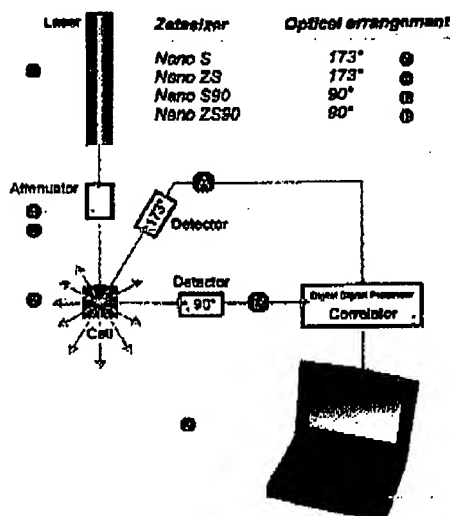 Laser
Zetasizer Optical arrangement
Nano S 173°
Nano ZS 173°
Nano S90 90°
Nano ZS90 90°
Attenuator
173°
Detector
Detector
90°
Digital Signal Processor
Correlator
Cell